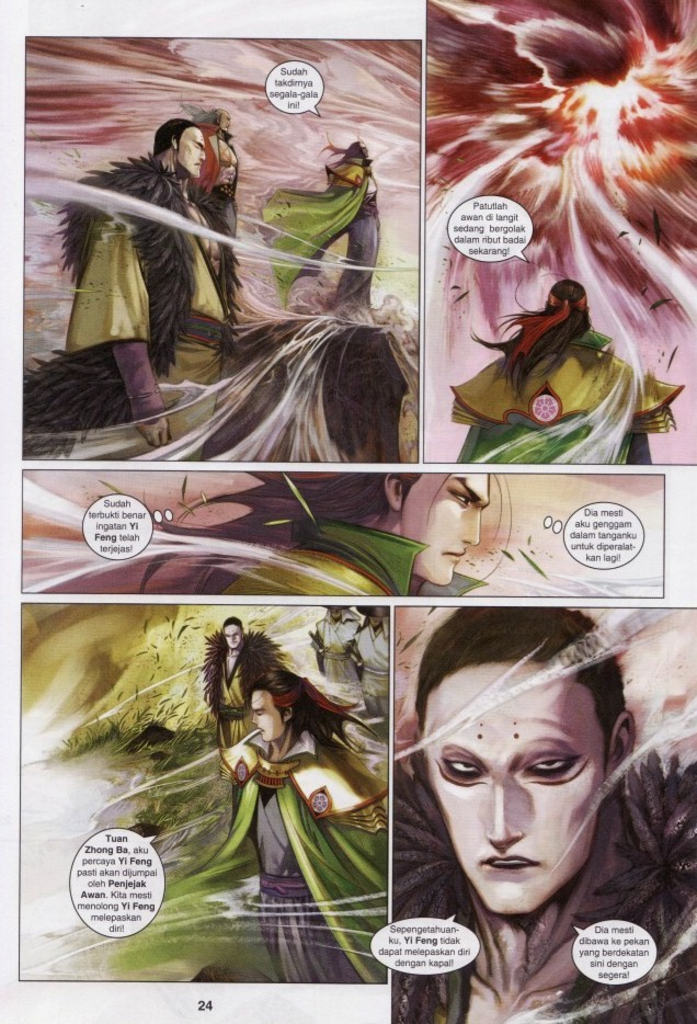 Sudah
takdirnya
segala-gala
ini!
Patutlah
awan di langit
sedang bergolak
dalam ribut badai
sekarang!
Sudah
terbukti benar
ingatan Yi
Feng telah
terjejas!
Dia mesti
aku genggam
dalam tanganku
untuk diperalat-
kan lagi!
Tuan
Zhong Ba, aku
percaya Yi Feng
pasti akan dijumpai
oleh Penjejak
Awan. Kita mesti
menolong Yi Feng
melepaskan
diri!
Sepengetahuan-
ku, Yi Feng tidak
dapat melepaskan diri
dengan kapal!
Dia mesti
dibawa ke pekan
yang berdekatan
sini dengan
segera!
24